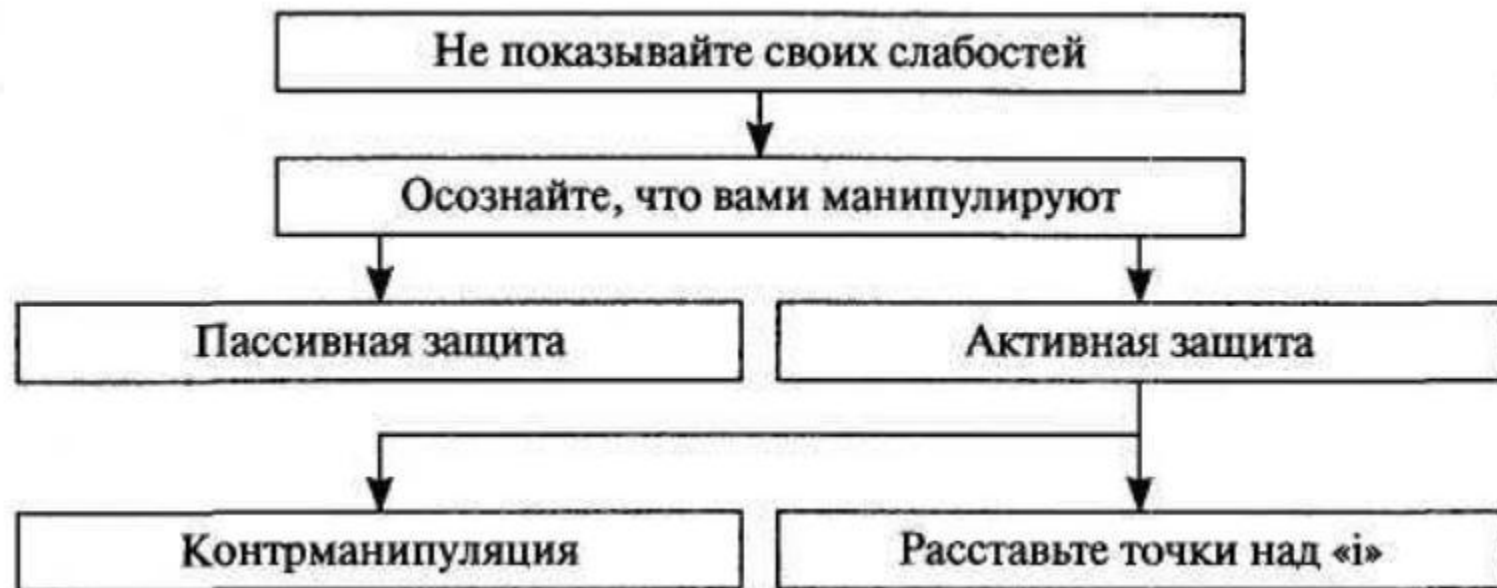 Не показывайте своих слабостей
Осознайте, что вами манипулируют
Пассивная защита
Активная защита
Контрманипуляция
Расставьте точки над «i»